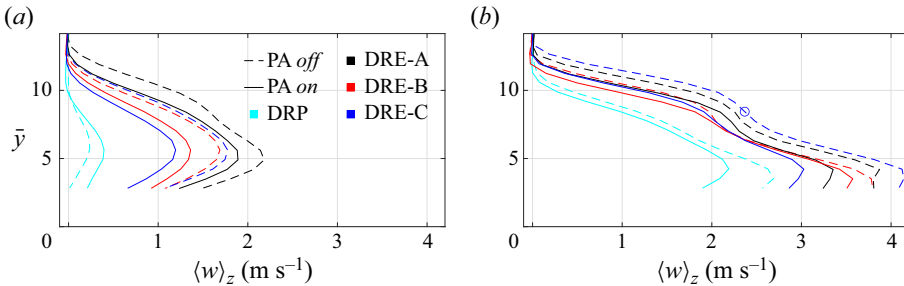 (a)
(b)
PA off
DRE-A
PA on
DRE-B
DRP
DRE-C
10
5
0
ȳ
1
2
3
4
⟨w⟩z (m s−1)
10
5
0
1
2
3
4
⟨w⟩z (m s−1)